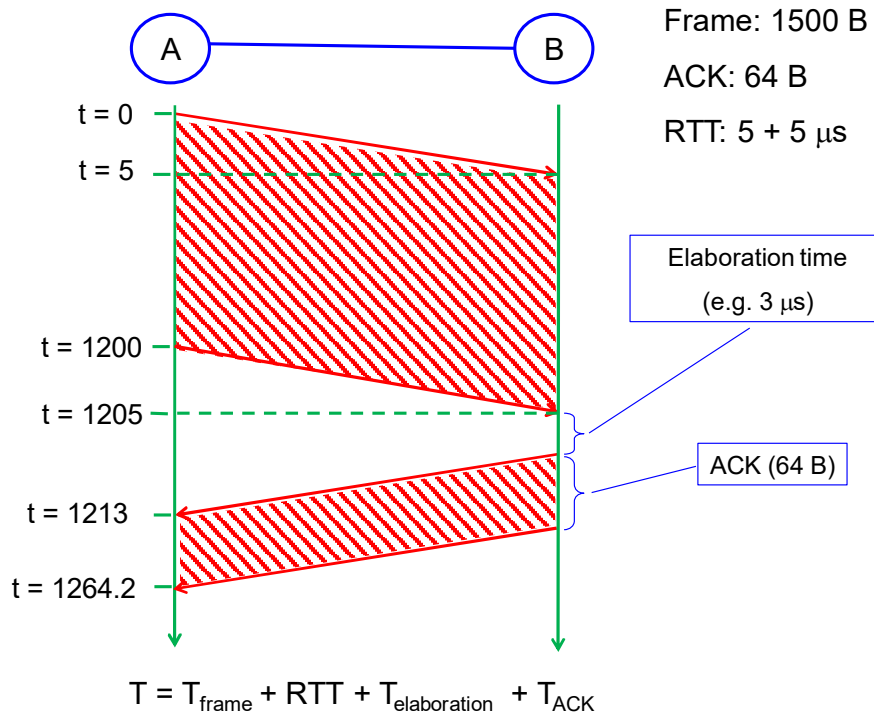 A
B
Frame: 1500 B
ACK: 64 B
RTT: 5 + 5 μs
t = 0
t = 5
Elaboration time
(e.g. 3 μs)
t = 1200
t = 1205
ACK (64 B)
t = 1213
t = 1264.2
T = T_frame + RTT + T_elaboration + T_ACK